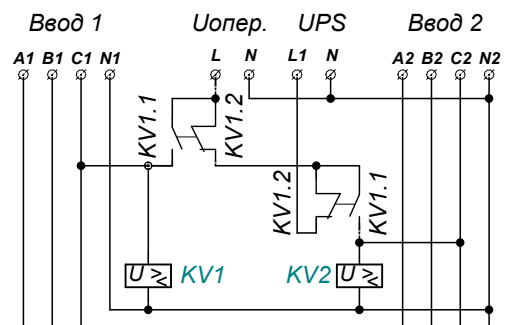 Ввод 1 Uопер. UPS Ввод 2
A1 B1 C1 N1 L N L1 N A2 B2 C2 N2
KV1.1
KV1.2
KV1.2
KV1.1
U >< KV1 KV2 U ><